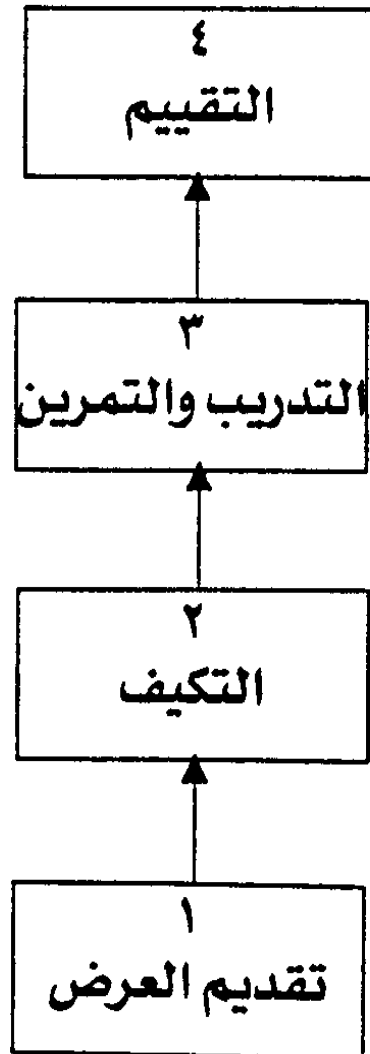 ٤
التقييم
٣
التدريب والتمرين
٢
التكيف
١
تقديم العرض